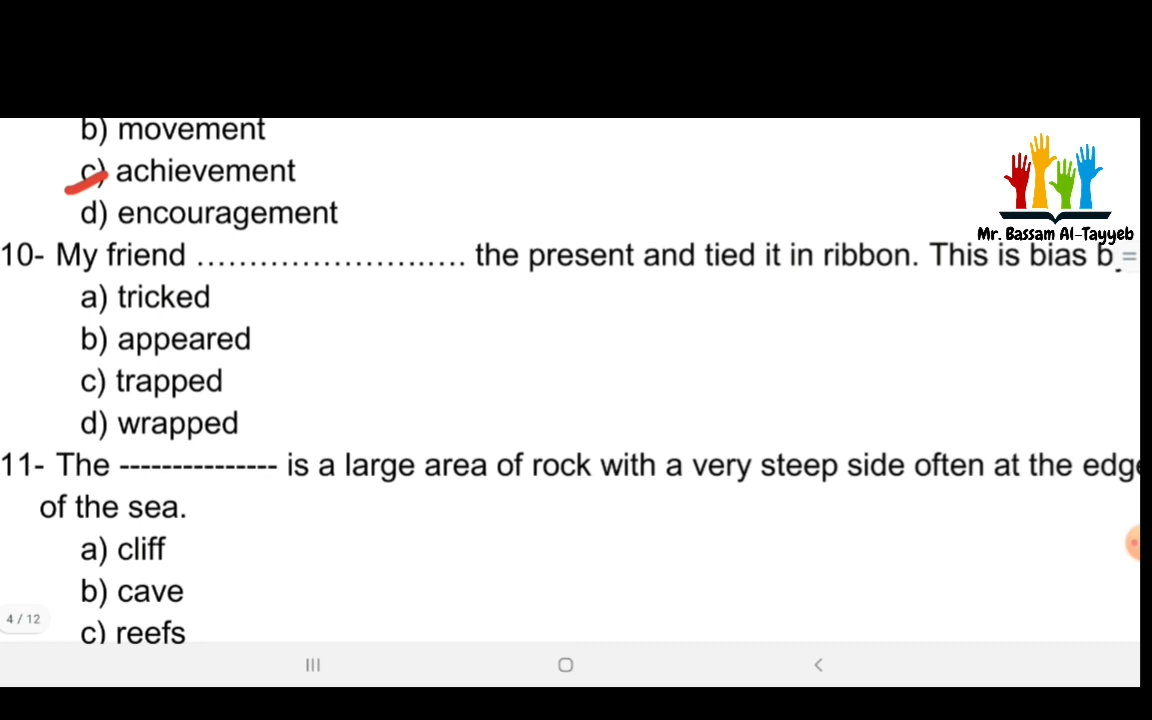 b) movement
c) achievement
d) encouragement
Mr. Bassam Al-Tayyeb
10- My friend ........................... the present and tied it in ribbon. This is bias
a) tricked
b) appeared
c) trapped
d) wrapped
11- The --------------- is a large area of rock with a very steep side often at the
of the sea.
a) cliff
b) cave
4 / 12
c) reefs